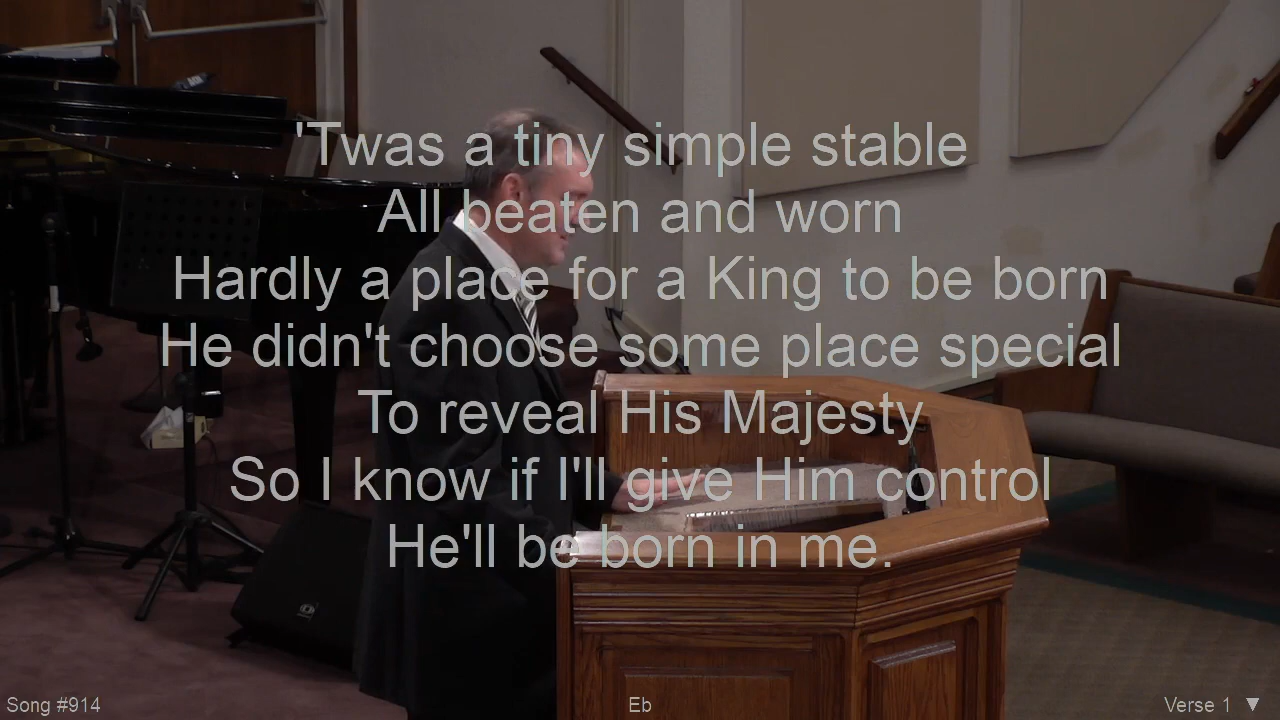 'Twas a tiny simple stable
All beaten and worn
Hardly a place for a King to be born
He didn't choose some place special
To reveal His Majesty
So I know if I'll give Him control
He'll be born in me.
Song #914 Eb Verse 1 ▼